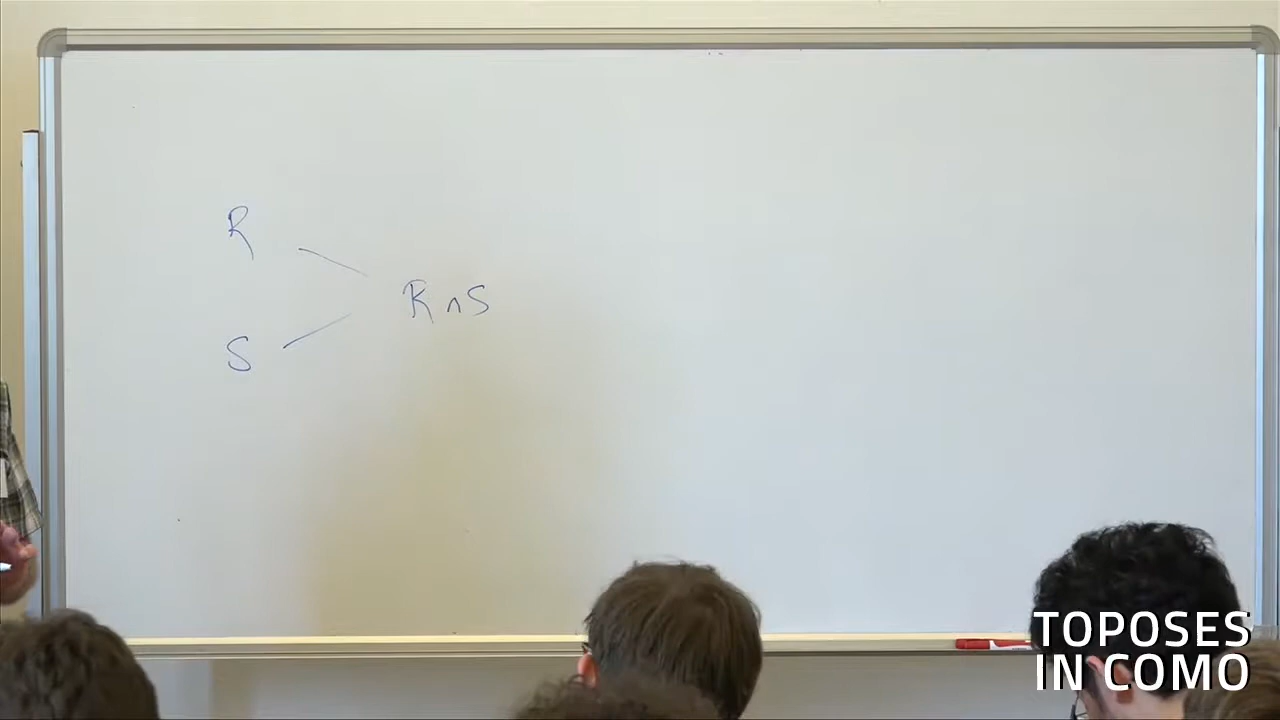 R
R ∩ S
S
TOPOSES
IN COMO